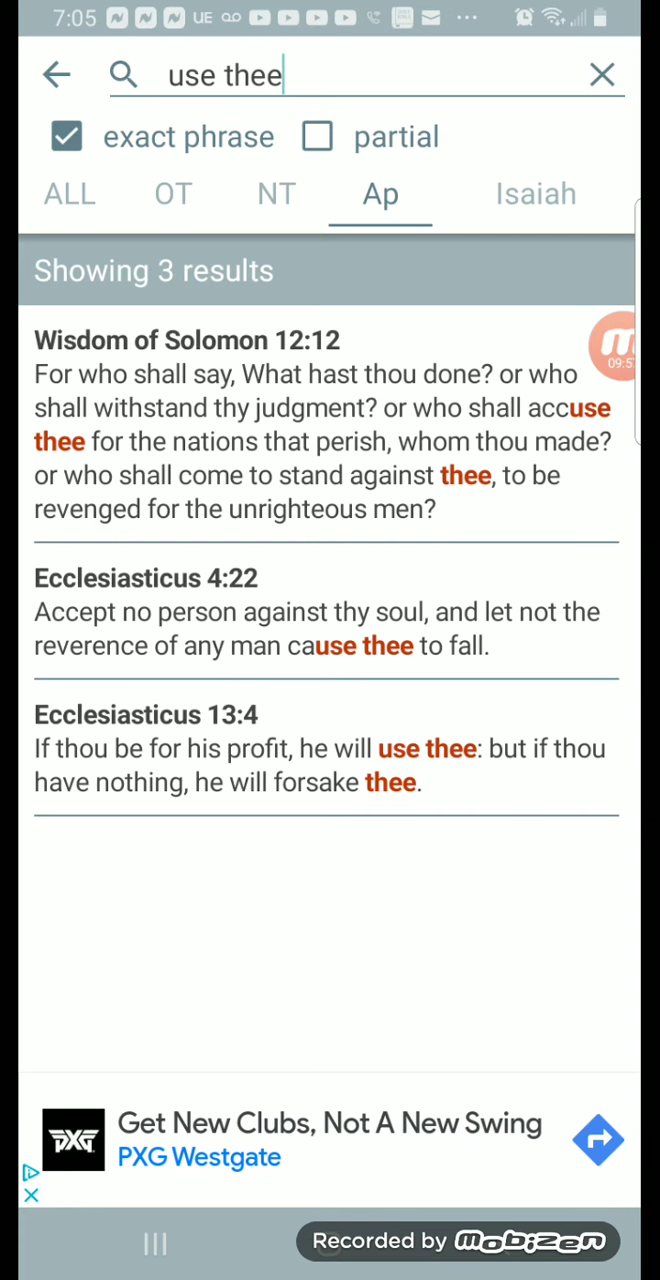 7:05 UE
use thee
exact phrase partial
ALL OT NT Ap Isaiah
Showing 3 results
Wisdom of Solomon 12:12
For who shall say, What hast thou done? or who
shall withstand thy judgment? or who shall accuse
thee for the nations that perish, whom thou made?
or who shall come to stand against thee, to be
revenged for the unrighteous men?
Ecclesiasticus 4:22
Accept no person against thy soul, and let not the
reverence of any man cause thee to fall.
Ecclesiasticus 13:4
If thou be for his profit, he will use thee: but if thou
have nothing, he will forsake thee.
Get New Clubs, Not A New Swing
PXG
PXG Westgate
Recorded by mobizen